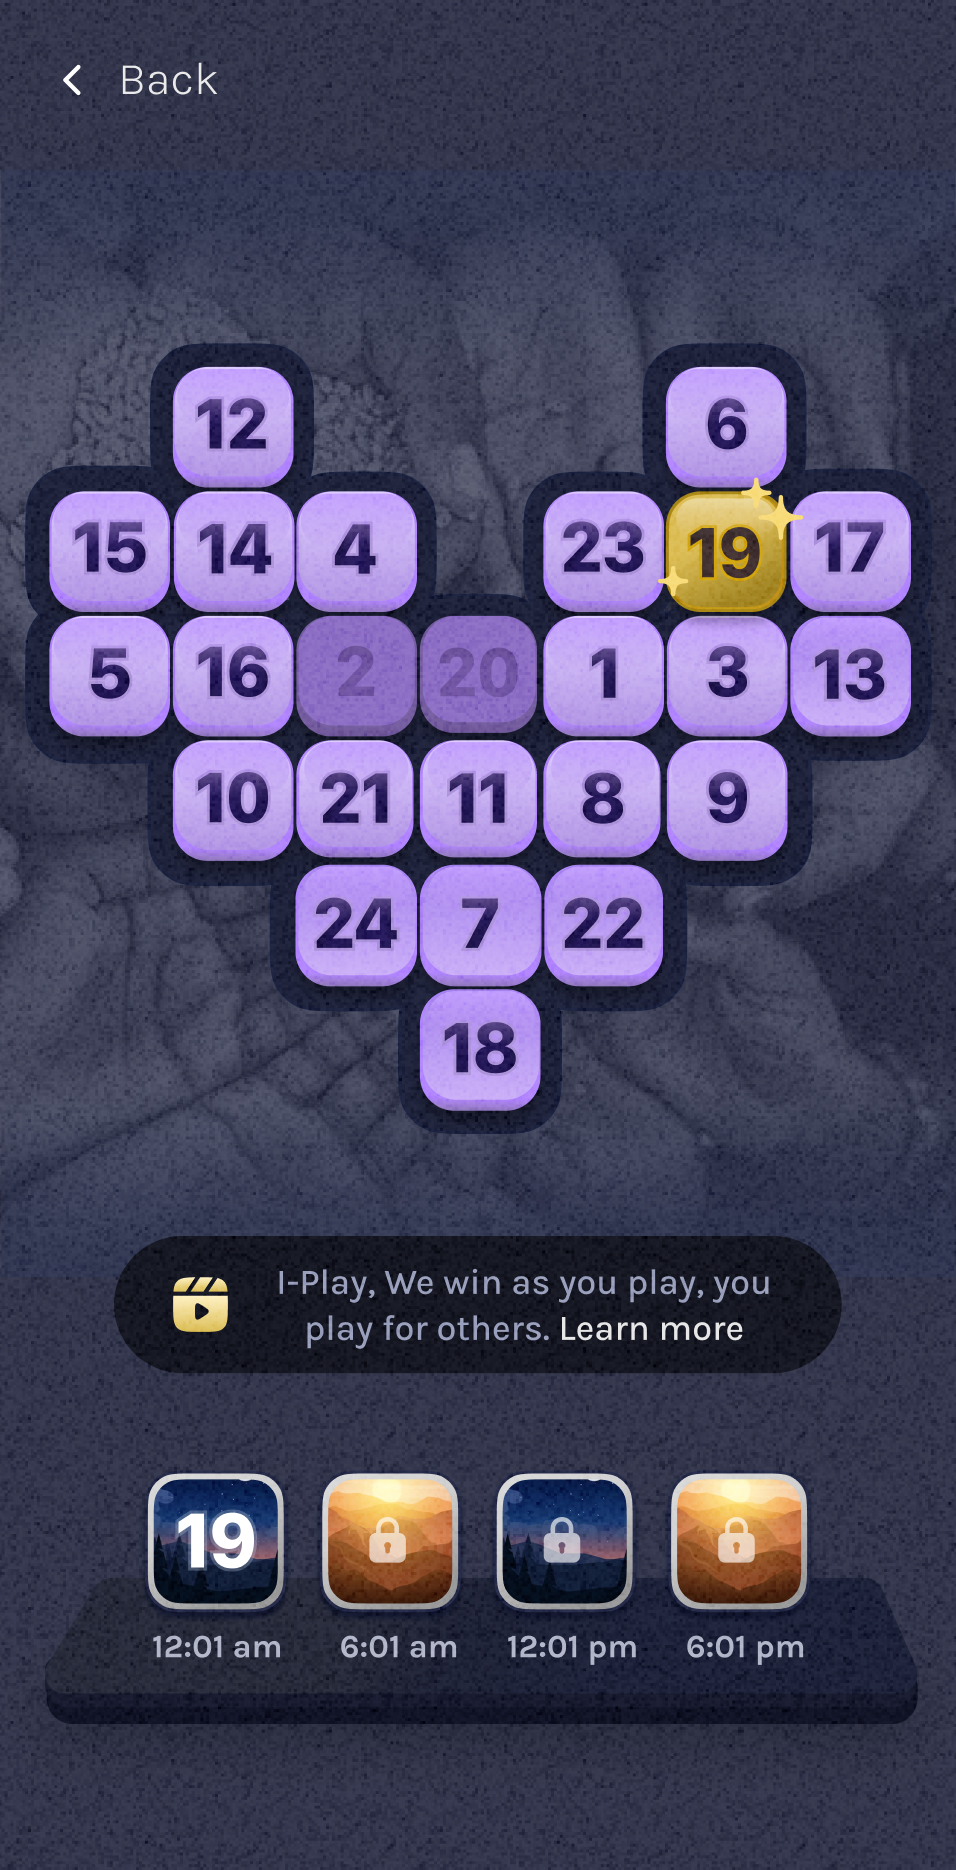 Back
12 6
15 14 4 23 19 17
5 16 2 20 1 3 13
10 21 11 8 9
24 7 22
18
I-Play, We win as you play, you
play for others. Learn more
19
12:01 am 6:01 am 12:01 pm 6:01 pm